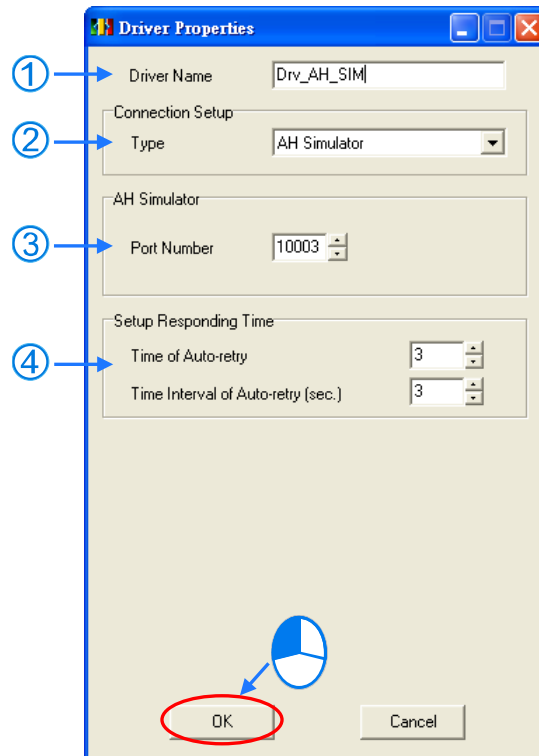 Driver Properties
① Driver Name Drv_AH_SIM
Connection Setup
② Type AH Simulator
AH Simulator
③ Port Number 10003
Setup Responding Time
④ Time of Auto-retry 3
Time Interval of Auto-retry (sec.) 3
OK Cancel